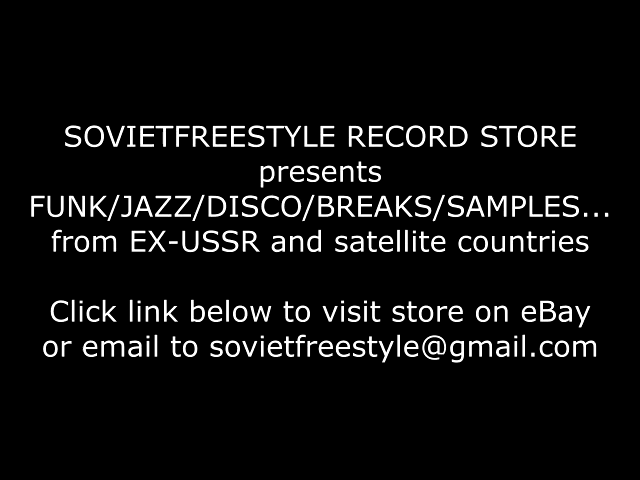 SOVIETFREESTYLE RECORD STORE
presents
FUNK/JAZZ/DISCO/BREAKS/SAMPLES...
from EX-USSR and satellite countries
Click link below to visit store on eBay
or email to sovietfreestyle@gmail.com